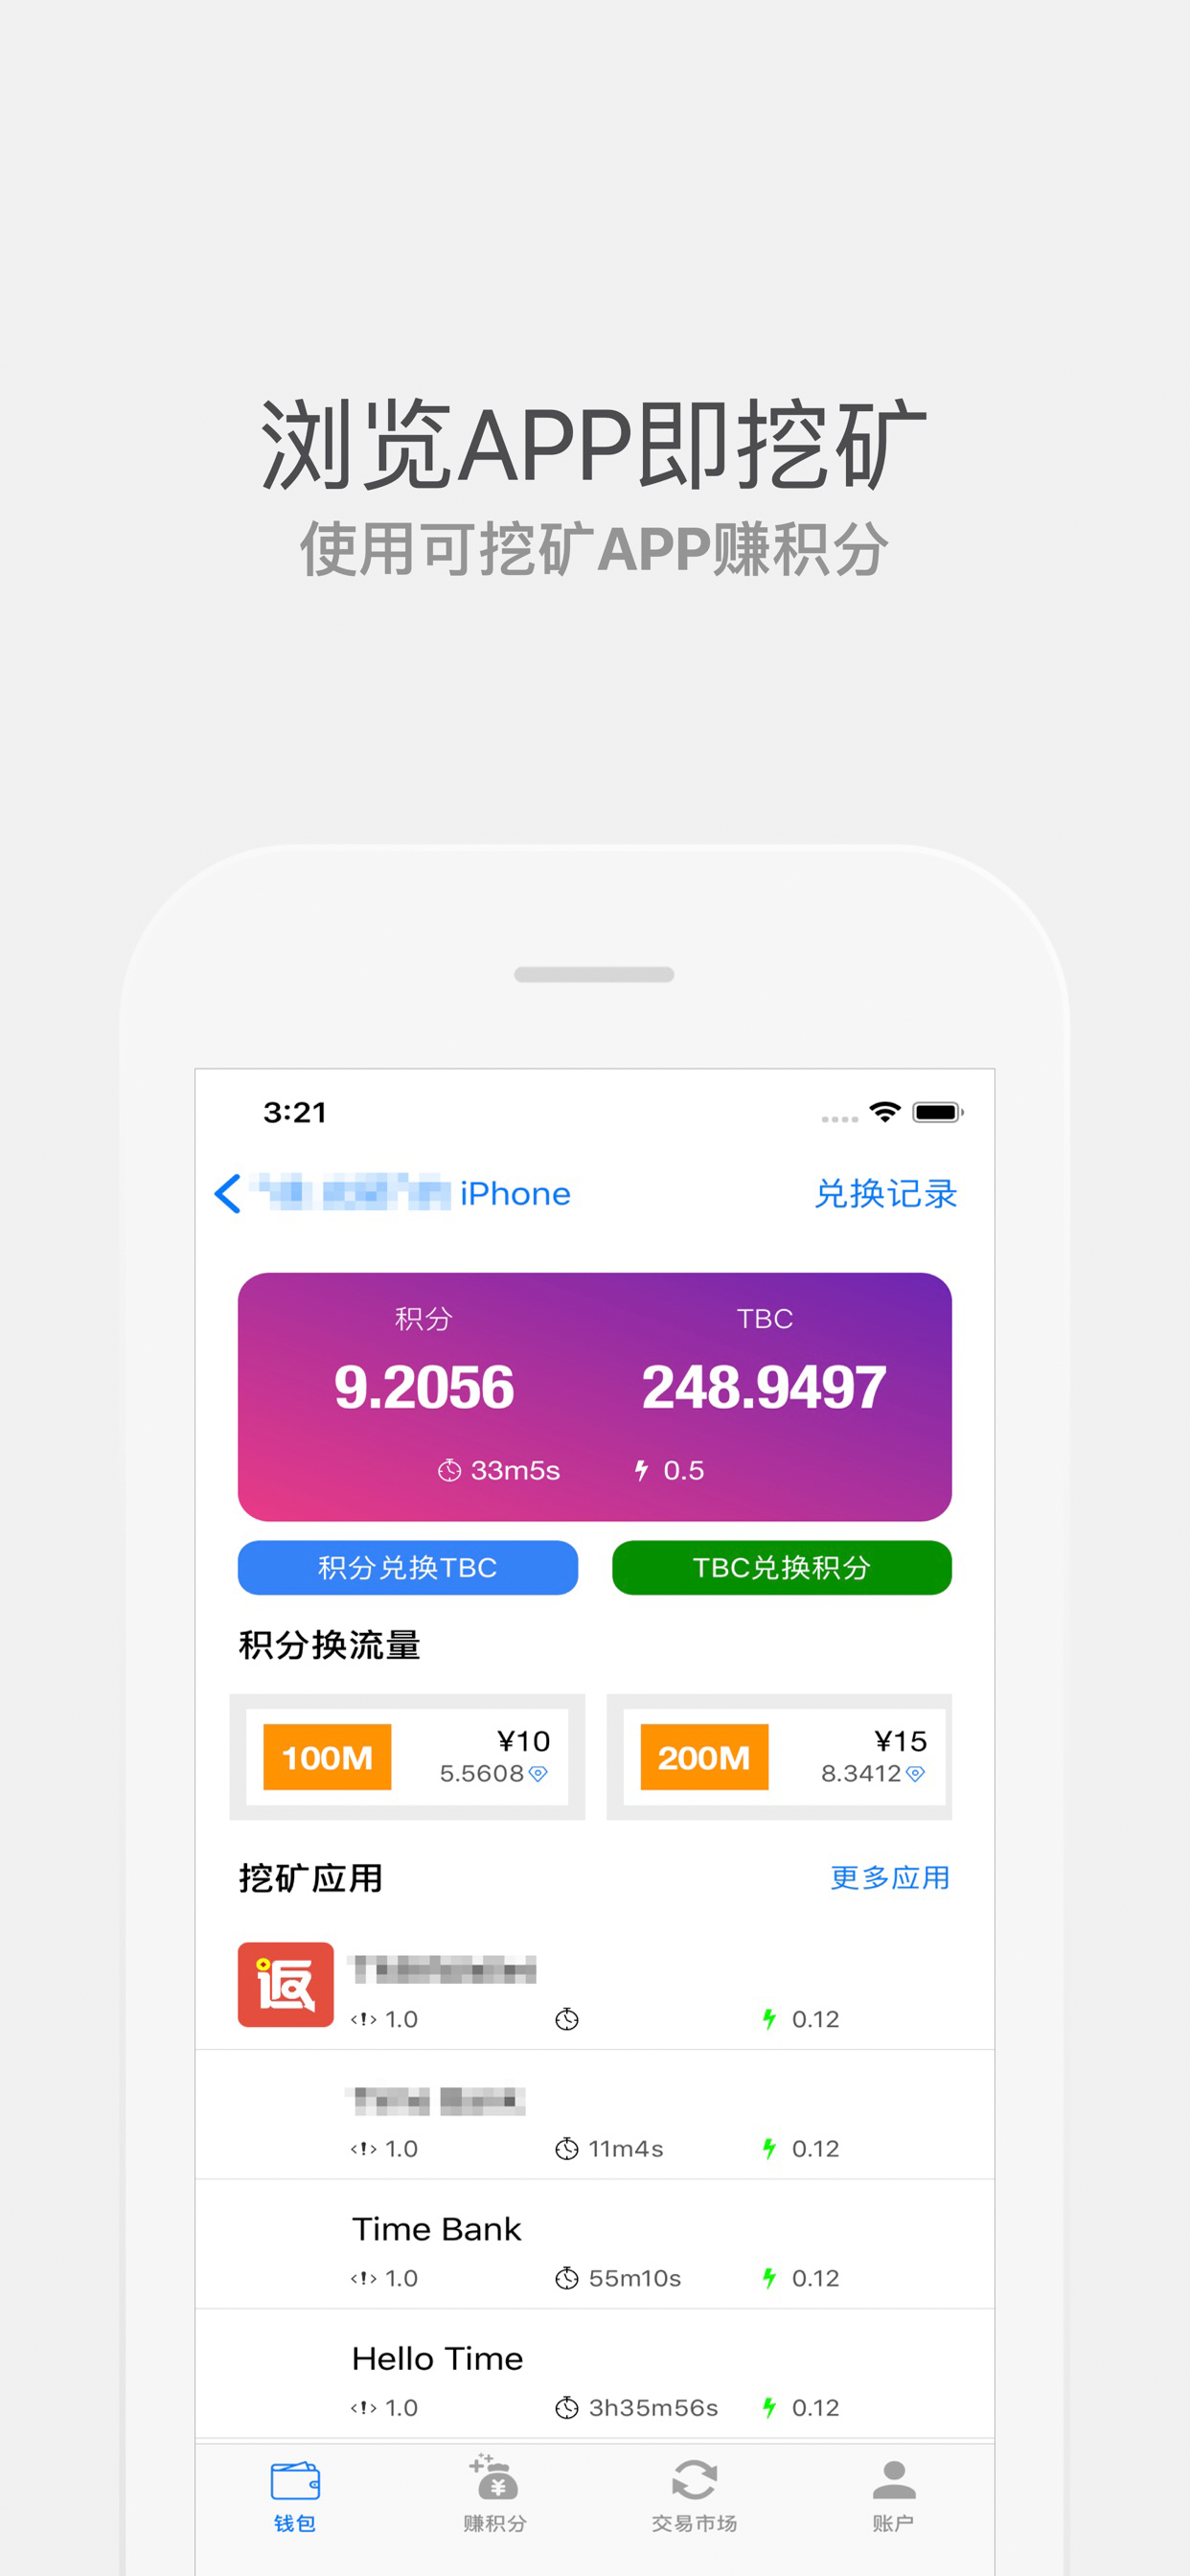 浏览APP即挖矿
使用可挖矿APP赚积分
3:21
iPhone 兑换记录
积分 TBC
9.2056 248.9497
33m5s 0.5
积分兑换TBC TBC兑换积分
积分换流量
100M ¥10 200M ¥15
5.5608 8.3412
挖矿应用 更多应用
返
1.0 0.12
1.0 11m4s 0.12
Time Bank
1.0 55m10s 0.12
Hello Time
1.0 3h35m56s 0.12
钱包 赚积分 交易市场 账户